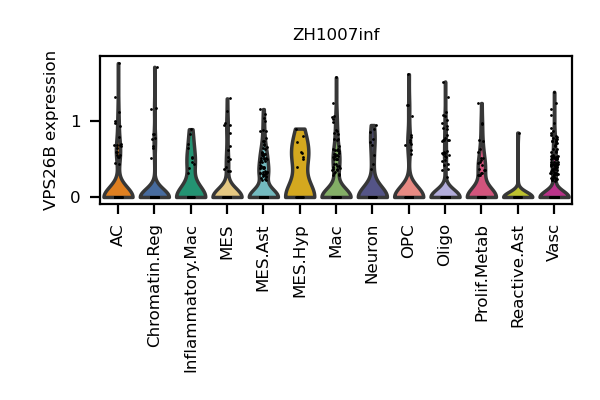 ZH1007inf
VPS26B expression
1
0
AC
Chromatin.Reg
Inflammatory.Mac
MES
MES.Ast
MES.Hyp
Mac
Neuron
OPC
Oligo
Prolif.Metab
Reactive.Ast
Vasc